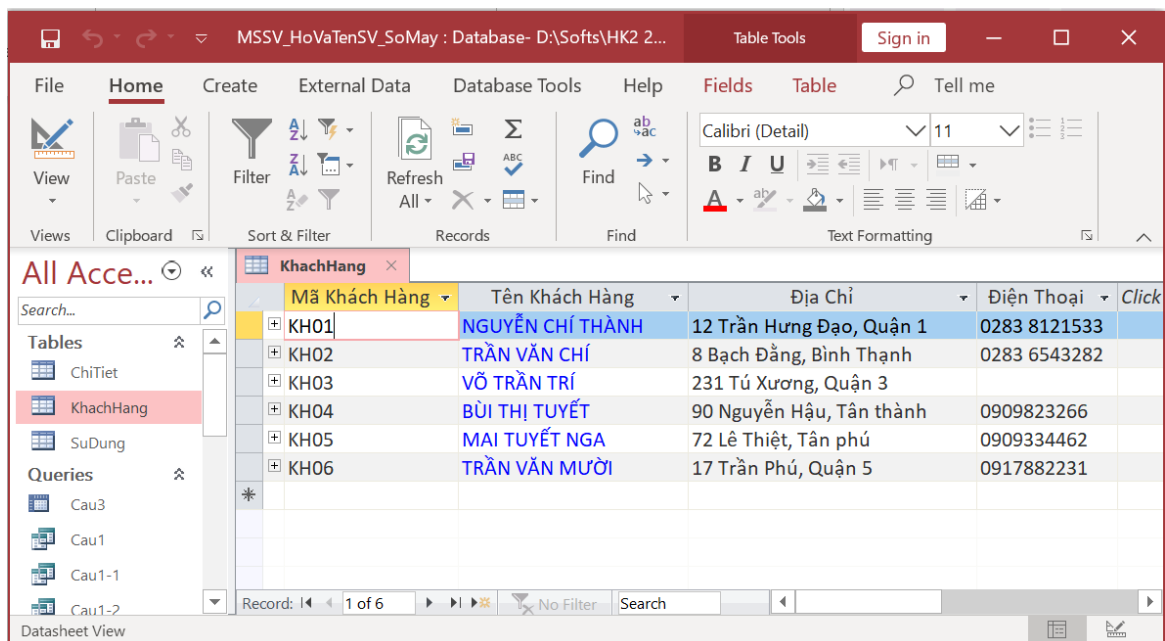 MSSV_HoVaTenSV_SoMay : Database- D:\Softs\HK2 2... Table Tools Sign in
File Home Create External Data Database Tools Help Fields Table Tell me
View Paste Filter Refresh All Find
Calibri (Detail) 11
B I U
Views Clipboard Sort & Filter Records Find Text Formatting
All Acce...
Search...
Tables
ChiTiet
KhachHang
SuDung
Queries
Cau3
Cau1
Cau1-1
Cau1-2
KhachHang
Mã Khách Hàng Tên Khách Hàng Địa Chỉ Điện Thoại Click
KH01 NGUYỄN CHÍ THÀNH 12 Trần Hưng Đạo, Quận 1 0283 8121533
KH02 TRẦN VĂN CHÍ 8 Bạch Đằng, Bình Thạnh 0283 6543282
KH03 VÕ TRẦN TRÍ 231 Tú Xương, Quận 3
KH04 BÙI THỊ TUYẾT 90 Nguyễn Hậu, Tân thành 0909823266
KH05 MAI TUYẾT NGA 72 Lê Thiệt, Tân phú 0909334462
KH06 TRẦN VĂN MƯỜI 17 Trần Phú, Quận 5 0917882231
Record: 1 of 6 No Filter Search
Datasheet View